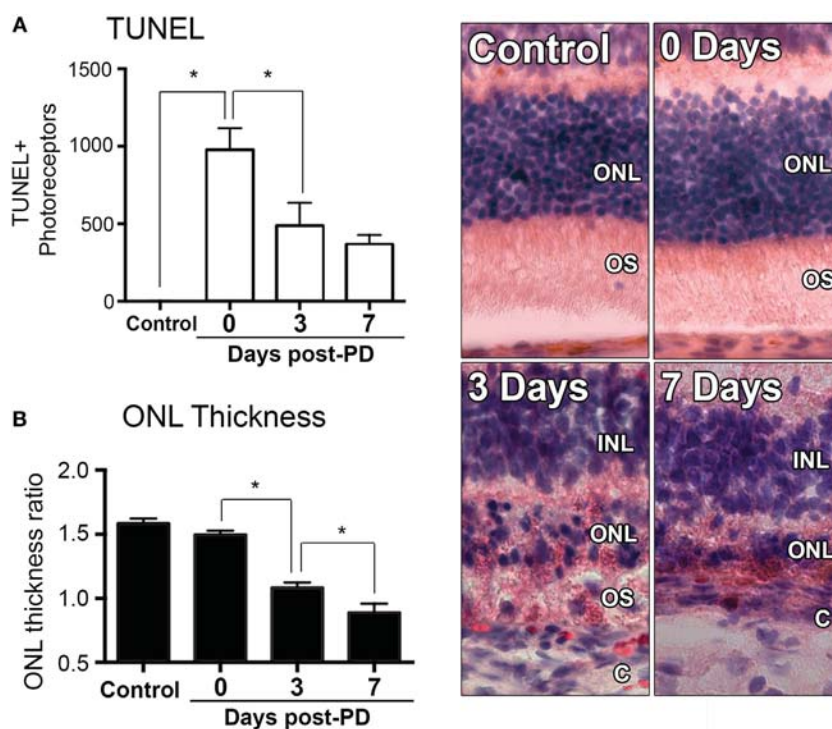 A
TUNEL
TUNEL+
Photoreceptors
1500
1000
500
0
*
*
Control
0
3
7
Days post-PD
B
ONL Thickness
ONL thickness ratio
2.0
1.5
1.0
0.5
*
*
Control
0
3
7
Days post-PD
Control
ONL
OS
0 Days
ONL
OS
3 Days
INL
ONL
OS
C
7 Days
INL
ONL
C